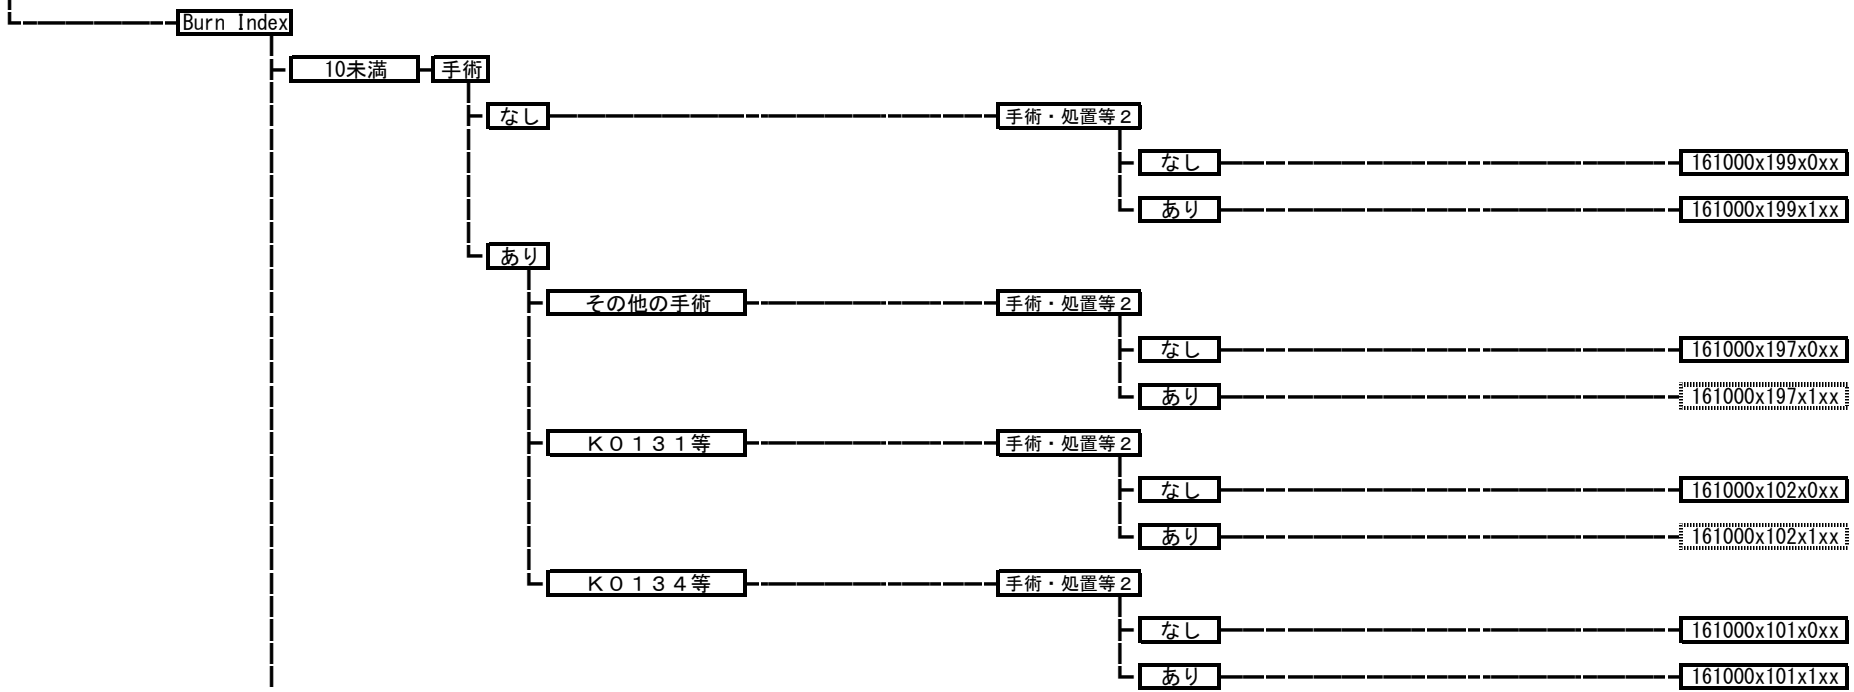 Burn Index
10未満 手術
なし 手術・処置等２
なし 161000x199x0xx
あり 161000x199x1xx
あり
その他の手術 手術・処置等２
なし 161000x197x0xx
あり 161000x197x1xx
Ｋ０１３１等 手術・処置等２
なし 161000x102x0xx
あり 161000x102x1xx
Ｋ０１３４等 手術・処置等２
なし 161000x101x0xx
あり 161000x101x1xx